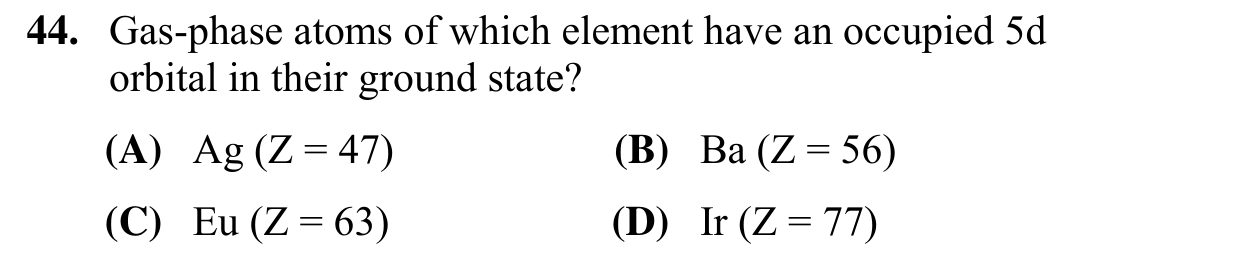 44. Gas-phase atoms of which element have an occupied 5d
orbital in their ground state?
(A) Ag (Z = 47) (B) Ba (Z = 56)
(C) Eu (Z = 63) (D) Ir (Z = 77)